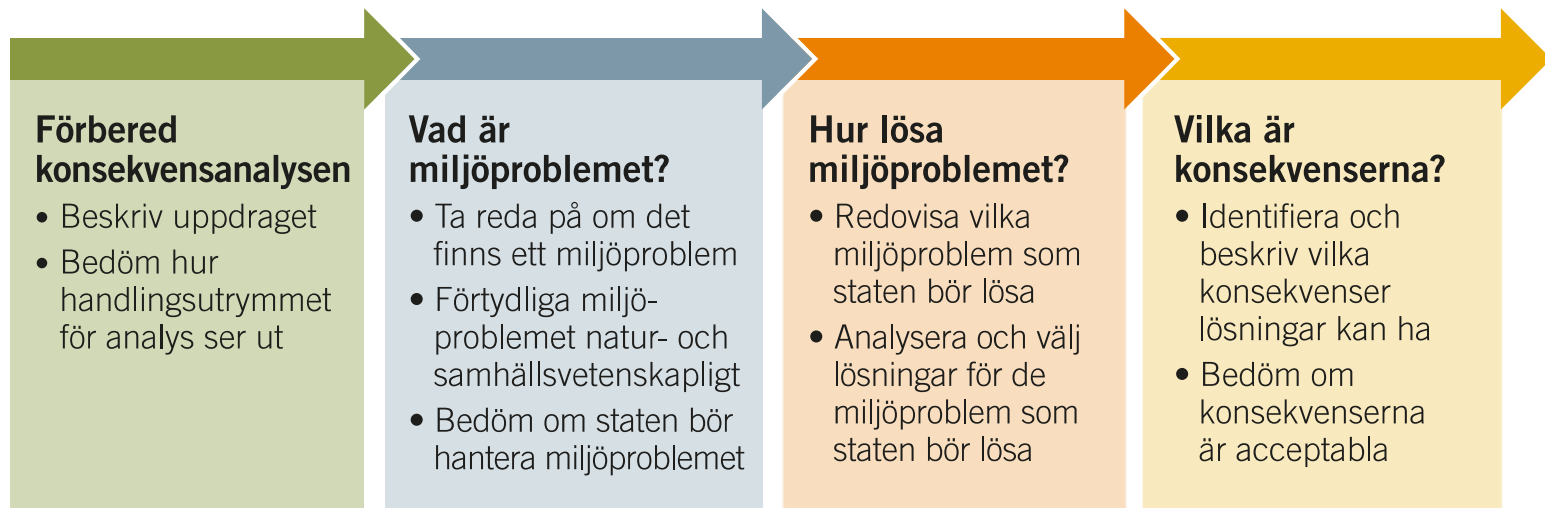 Förbered
konsekvensanalysen
• Beskriv uppdraget
• Bedöm hur
handlingsutrymmet
för analys ser ut
Vad är
miljöproblemet?
• Ta reda på om det
finns ett miljöproblem
• Förtydliga miljö-
problemet natur- och
samhällsvetenskapligt
• Bedöm om staten bör
hantera miljöproblemet
Hur lösa
miljöproblemet?
• Redovisa vilka
miljöproblem som
staten bör lösa
• Analysera och välj
lösningar för de
miljöproblem som
staten bör lösa
Vilka är
konsekvenserna?
• Identifiera och
beskriv vilka
konsekvenser
lösningar kan ha
• Bedöm om
konsekvenserna
är acceptabla